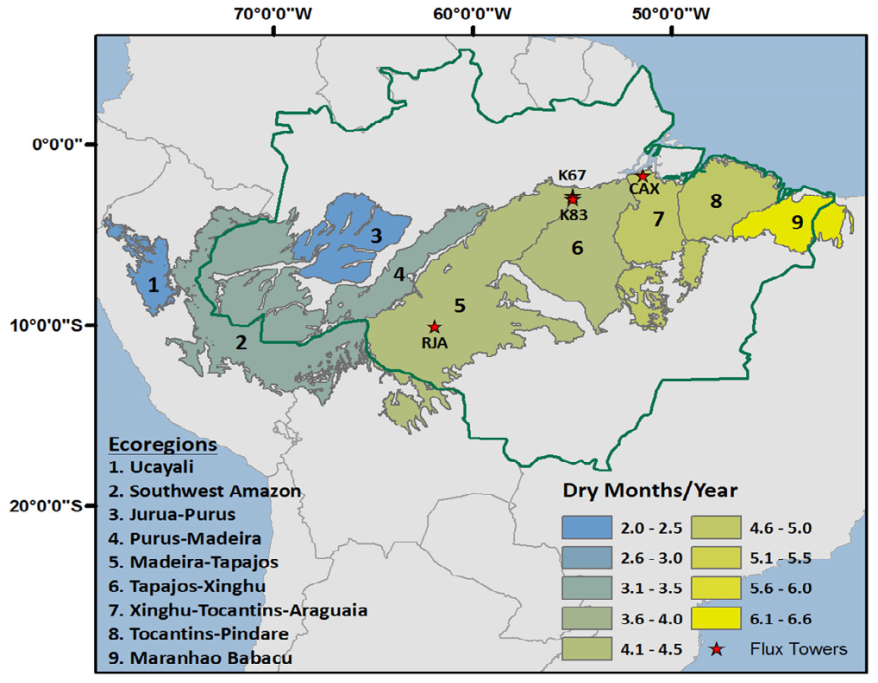 70°0'0"W 60°0'0"W 50°0'0"W
0°0'0"
10°0'0"S
20°0'0"S
K67
K83
CAX
RJA
1
2
3
4
5
6
7
8
9
Ecoregions
1. Ucayali
2. Southwest Amazon
3. Jurua-Purus
4. Purus-Madeira
5. Madeira-Tapajos
6. Tapajos-Xinghu
7. Xinghu-Tocantins-Araguaia
8. Tocantins-Pindare
9. Maranhao Babacu
Dry Months/Year
2.0 - 2.5
2.6 - 3.0
3.1 - 3.5
3.6 - 4.0
4.1 - 4.5
4.6 - 5.0
5.1 - 5.5
5.6 - 6.0
6.1 - 6.6
Flux Towers